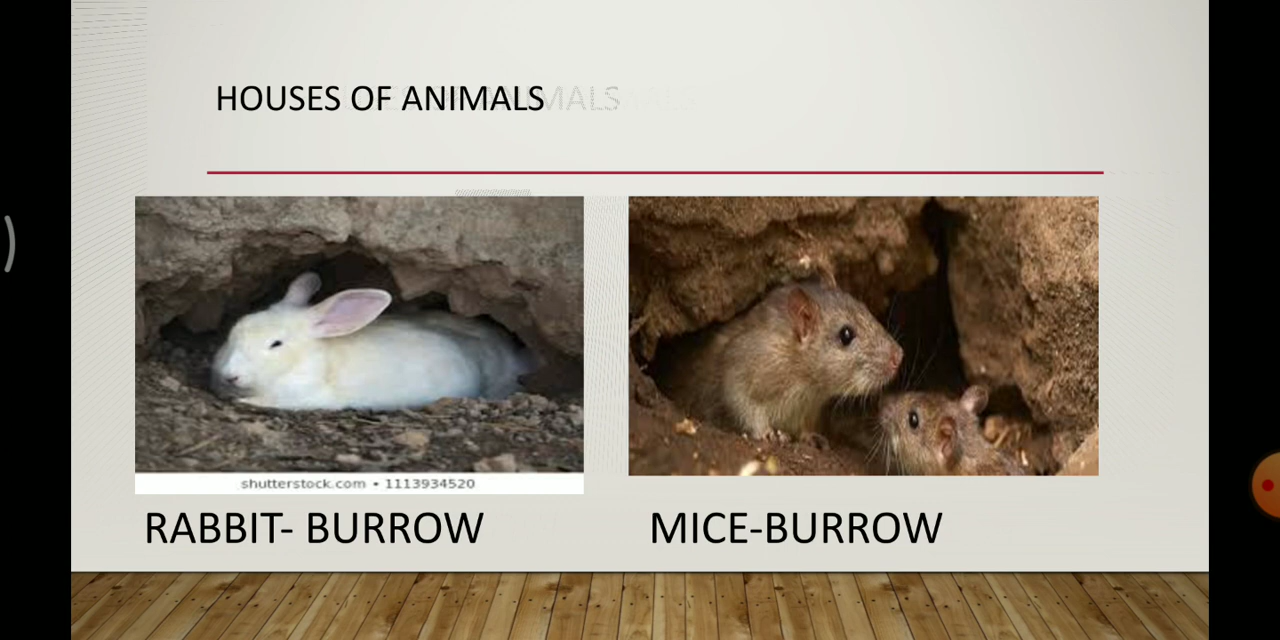 HOUSES OF ANIMALS
shutterstock.com • 1113934520
RABBIT- BURROW
MICE-BURROW